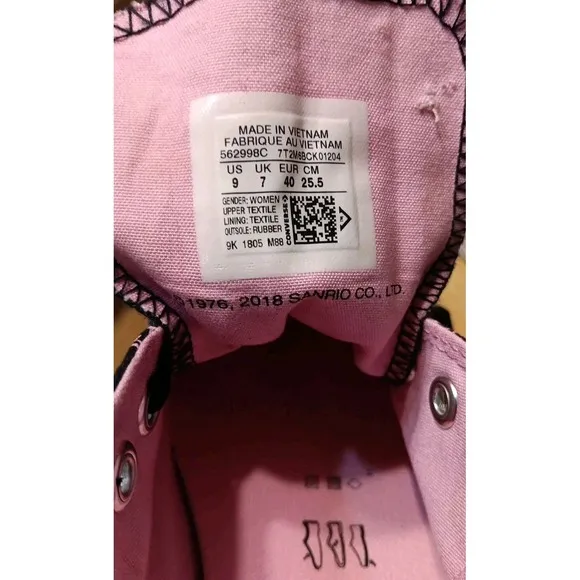 MADE IN VIETNAM
FABRIQUE AU VIETNAM
562998C 7T2M6BCK01204
US UK EUR CM
9 7 40 25.5
GENDER: WOMEN
UPPER TEXTILE
LINING: TEXTILE
OUTSOLE: RUBBER
9K 1805 M88
CONVERSE
©1976, 2018 SANRIO CO., LTD.